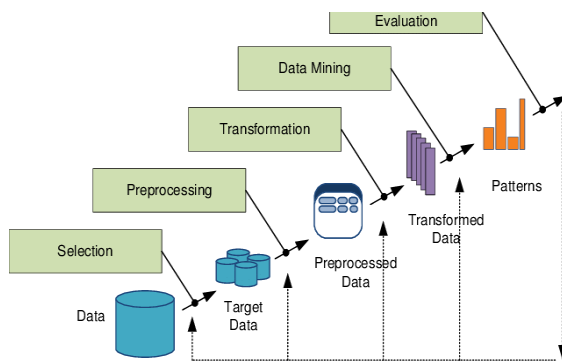 Evaluation
Data Mining
Transformation
Patterns
Preprocessing
Transformed
Data
Selection
Preprocessed
Data
Target
Data
Data